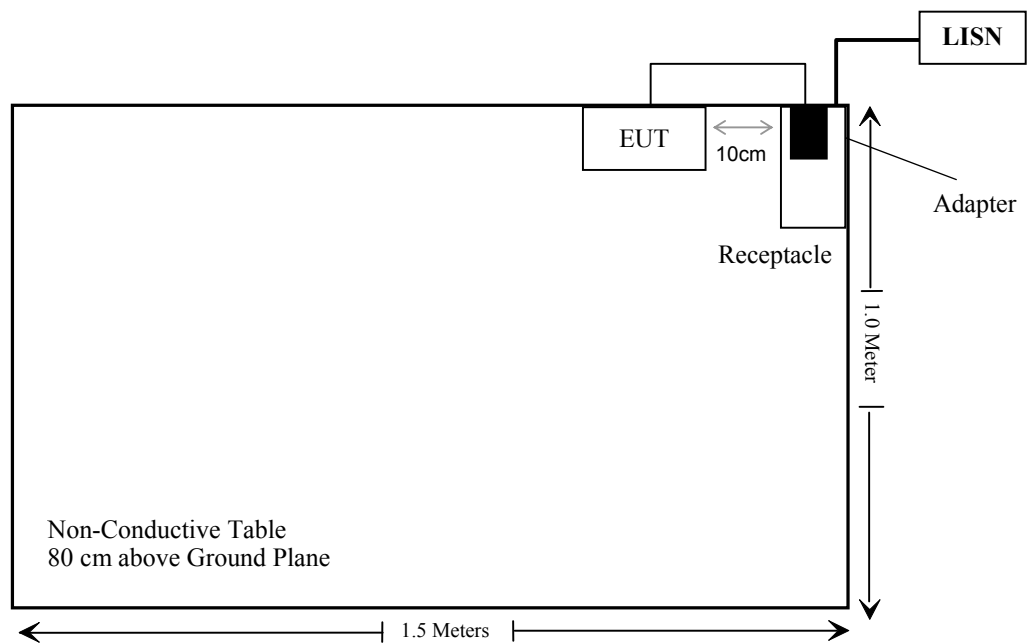 LISN
EUT
10cm
Adapter
Receptacle
1.0 Meter
Non-Conductive Table
80 cm above Ground Plane
1.5 Meters